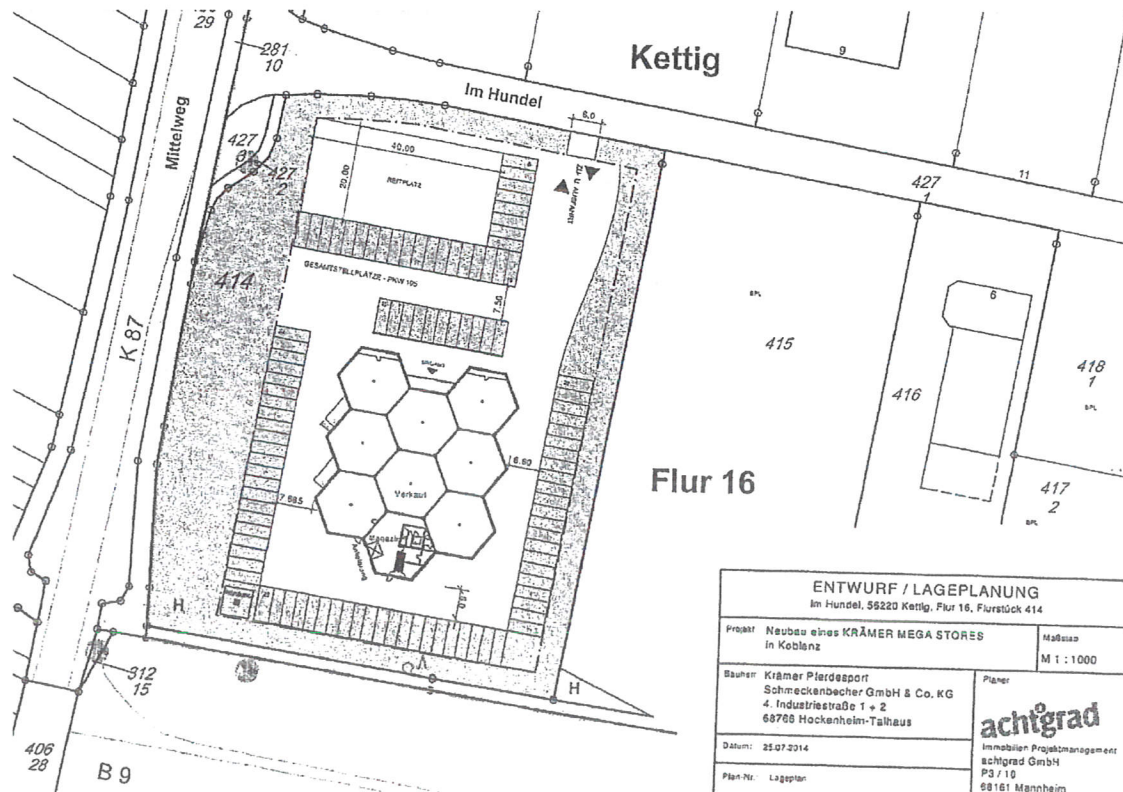 29
281
10
Kettig
9
Im Hundel
Mittelweg
6,0
427
427
2
40.00
20.00
REITPLATZ
ZU- U. AUSFAHRT
427
1
11
414
GESAMTSTELLPLÄTZE - PKW 105
7.50
K 87
6
415
416
418
1
EINGANG
6.60
Verkauf
7.585
Flur 16
417
2
H
H
312
15
406
28
B 9
ENTWURF / LAGEPLANUNG
Im Hundel, 56220 Kettig, Flur 16, Flurstück 414
Projekt Neubau eines KRÄMER MEGA STORES
in Koblenz
Maßstab
M 1 : 1000
Bauherr Krämer Pferdesport
Schmeckenbecher GmbH & Co. KG
4. Industriestraße 1 + 2
68766 Hockenheim-Talhaus
Planer
achtgrad
Immobilien Projektmanagement
achtgrad GmbH
P3 / 10
68161 Mannheim
Datum: 25.07.2014
Plan-Nr.: Lageplan